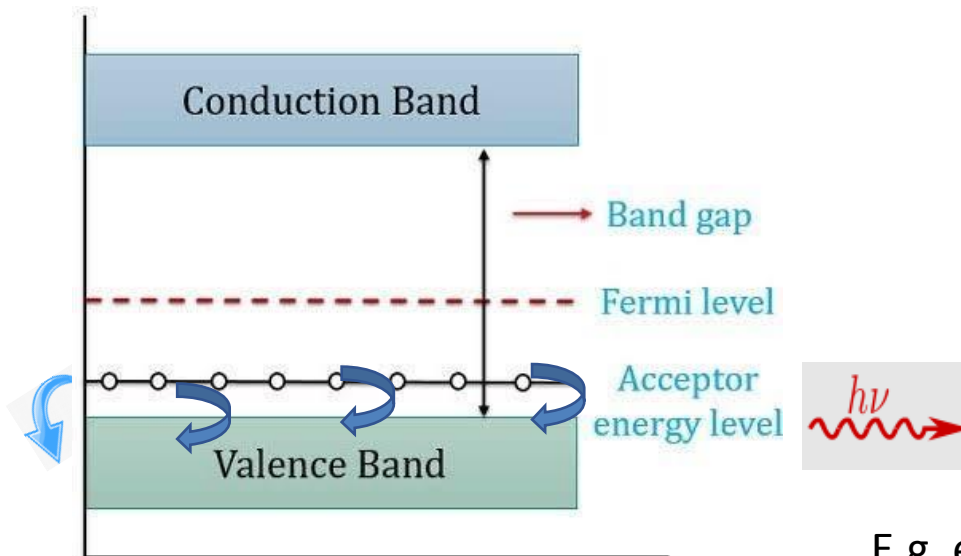 Conduction Band
Band gap
Fermi level
Acceptor
energy level
hν
Valence Band
E.g. e